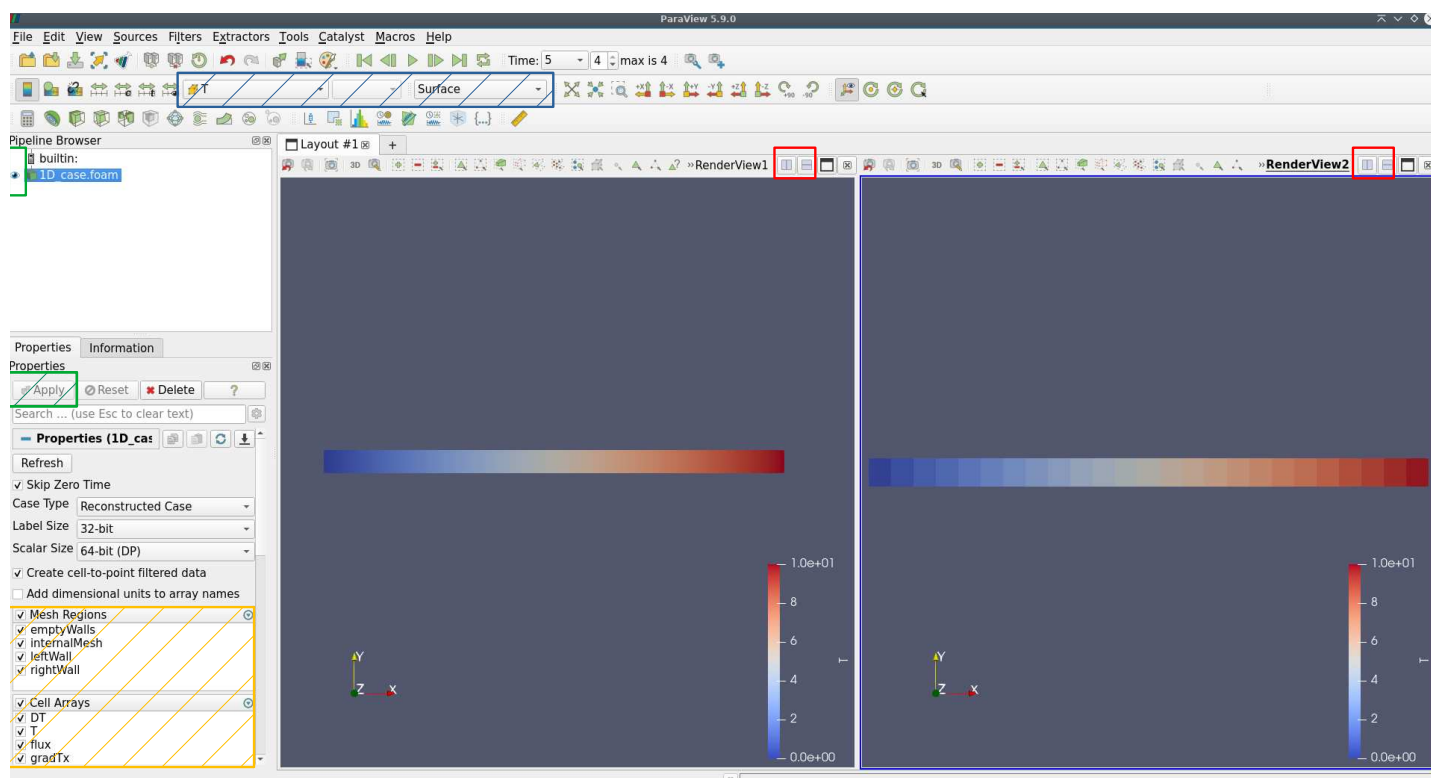 ParaView 5.9.0
File Edit View Sources Filters Extractors Tools Catalyst Macros Help
Time: 5 4 max is 4
T Surface
-90 -90
Pipeline Browser
Layout #1 +
builtin:
1D_case.foam
3D »RenderView1
3D »RenderView2
Properties Information
Properties
Apply Reset Delete ?
Search ... (use Esc to clear text)
Properties (1D_cas
Refresh
Skip Zero Time
Case Type Reconstructed Case
Label Size 32-bit
Scalar Size 64-bit (DP)
Create cell-to-point filtered data
Add dimensional units to array names
Mesh Regions
emptyWalls
internalMesh
leftWall
rightWall
Cell Arrays
DT
T
flux
gradTx
Y
Z X
1.0e+01
8
6
4
2
0.0e+00
T
Y
Z X
1.0e+01
8
6
4
2
0.0e+00
T